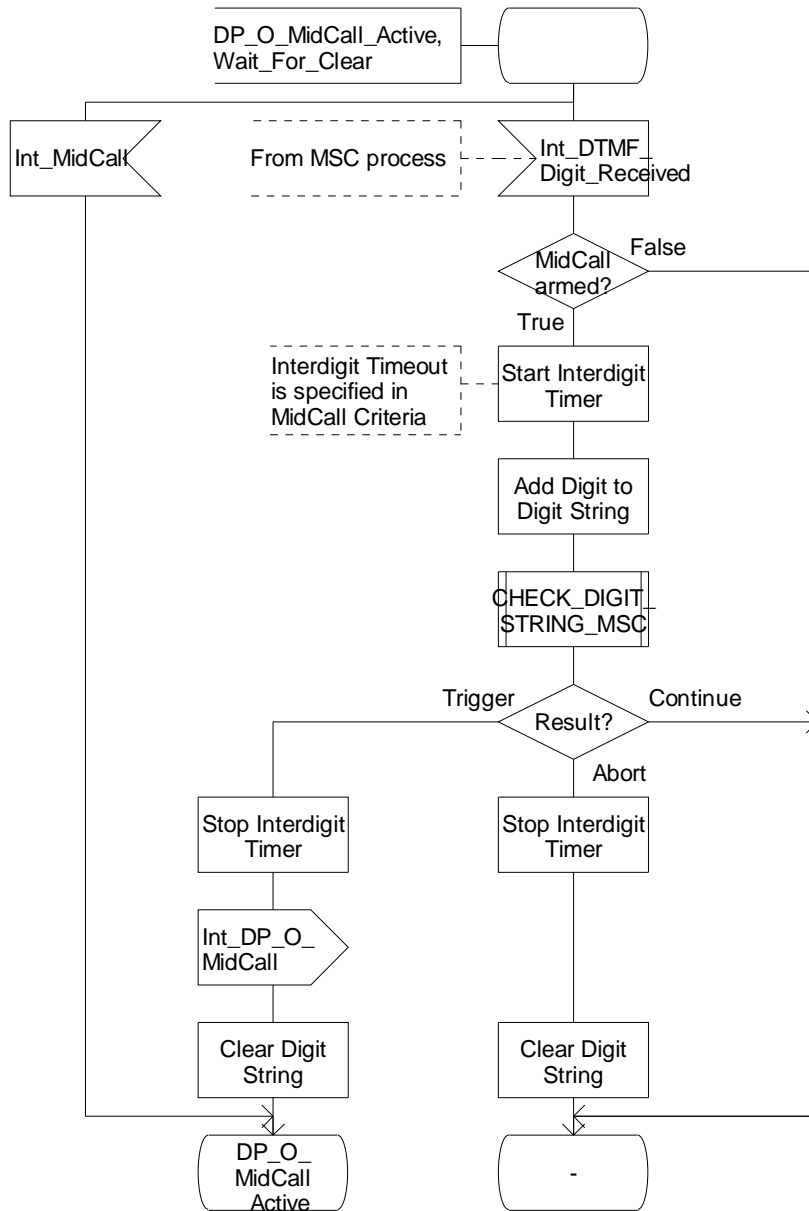 DP_O_MidCall_Active,
Wait_For_Clear
Int_MidCall
From MSC process
Int_DTMF_
Digit_Received
MidCall
armed?
False
True
Interdigit Timeout
is specified in
MidCall Criteria
Start Interdigit
Timer
Add Digit to
Digit String
CHECK_DIGIT_
STRING_MSC
Trigger
Result?
Continue
Abort
Stop Interdigit
Timer
Stop Interdigit
Timer
Int_DP_O_
MidCall
Clear Digit
String
Clear Digit
String
DP_O_
MidCall_
Active
-